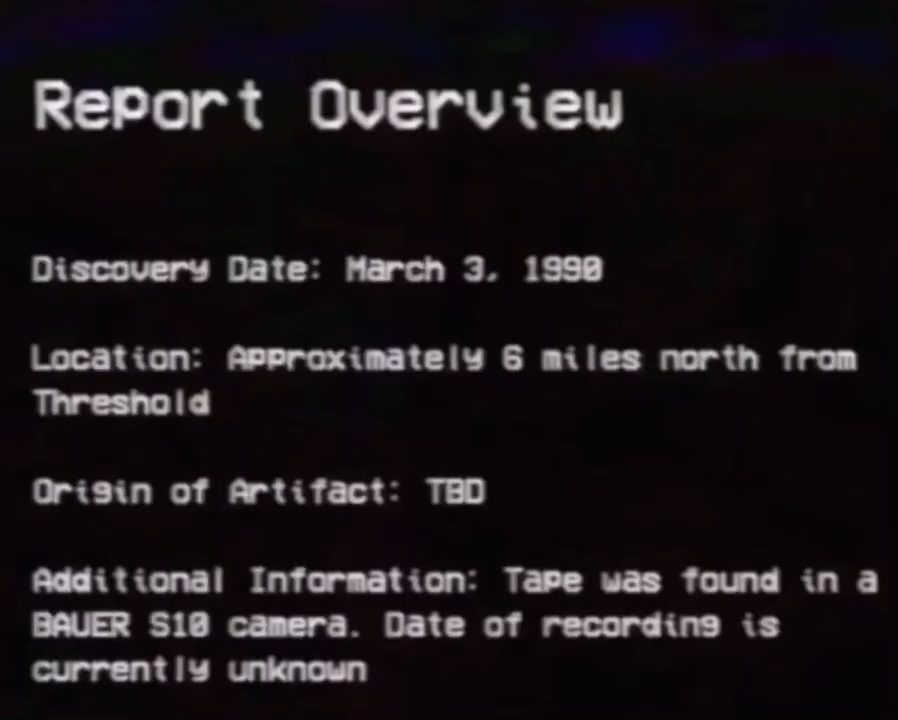 Report Overview
Discovery Date: March 3, 1990
Location: Approximately 6 miles north from
Threshold
Origin of Artifact: TBD
Additional Information: Tape was found in a
BAUER S10 camera. Date of recording is
currently unknown